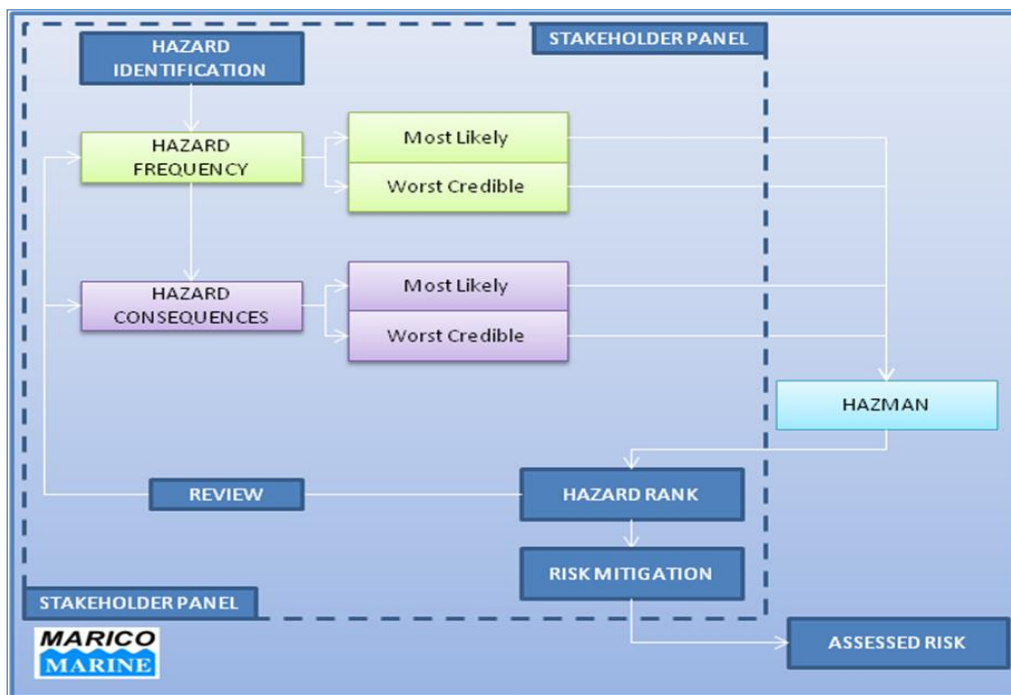 STAKEHOLDER PANEL
HAZARD
IDENTIFICATION
HAZARD
FREQUENCY
Most Likely
Worst Credible
HAZARD
CONSEQUENCES
Most Likely
Worst Credible
HAZMAN
REVIEW
HAZARD RANK
RISK MITIGATION
STAKEHOLDER PANEL
MARICO
MARINE
ASSESSED RISK